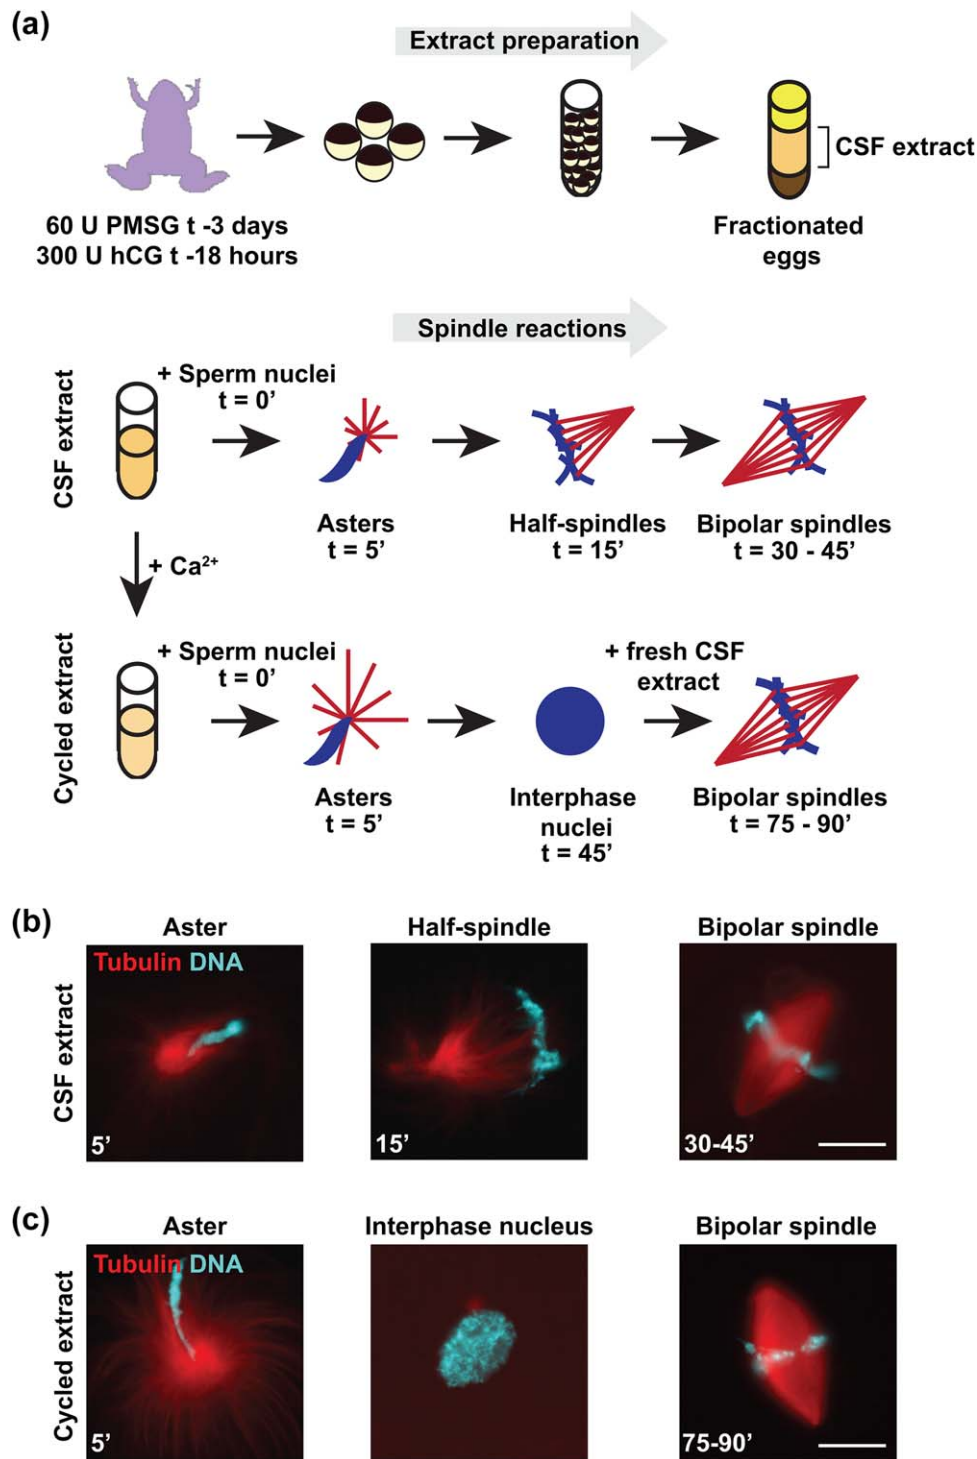 (a)
Extract preparation
CSF extract
60 U PMSG t -3 days
300 U hCG t -18 hours
Fractionated
eggs
Spindle reactions
CSF extract
+ Sperm nuclei
t = 0’
Asters
t = 5’
Half-spindles
t = 15’
Bipolar spindles
t = 30 - 45’
+ Ca²⁺
Cycled extract
+ Sperm nuclei
t = 0’
+ fresh CSF
extract
Asters
t = 5’
Interphase
nuclei
t = 45’
Bipolar spindles
t = 75 - 90’
(b)
Aster
Half-spindle
Bipolar spindle
CSF extract
Tubulin DNA
5’
15’
30-45’
(c)
Aster
Interphase nucleus
Bipolar spindle
Cycled extract
Tubulin DNA
5’
75-90’